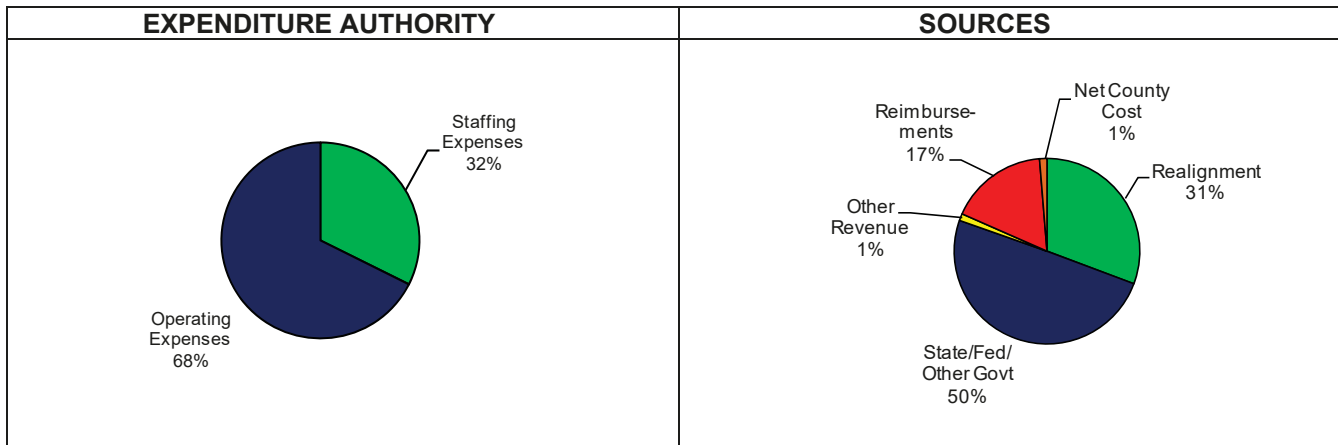 EXPENDITURE AUTHORITY
Staffing
Expenses
32%
Operating
Expenses
68%
SOURCES
Net County
Cost
1%
Reimburse-
ments
17%
Realignment
31%
Other
Revenue
1%
State/Fed/
Other Govt
50%